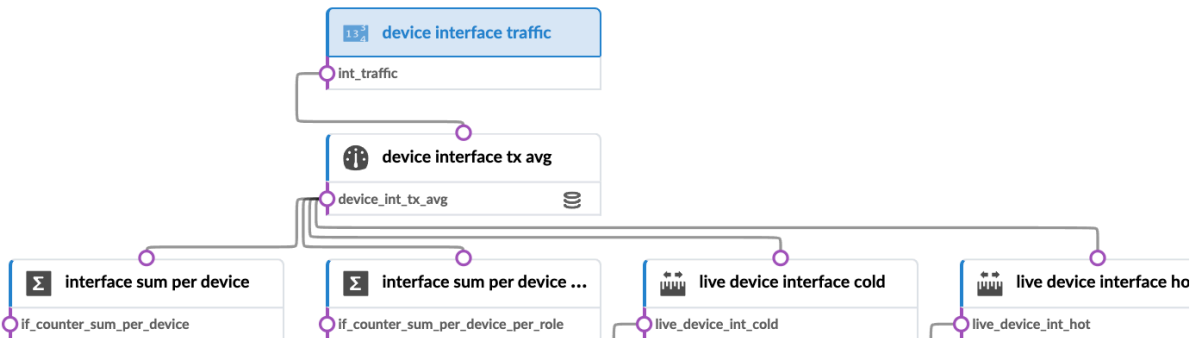 device interface traffic
int_traffic
device interface tx avg
device_int_tx_avg
interface sum per device
interface sum per device ...
live device interface cold
live device interface ho
if_counter_sum_per_device
if_counter_sum_per_device_per_role
live_device_int_cold
live_device_int_hot